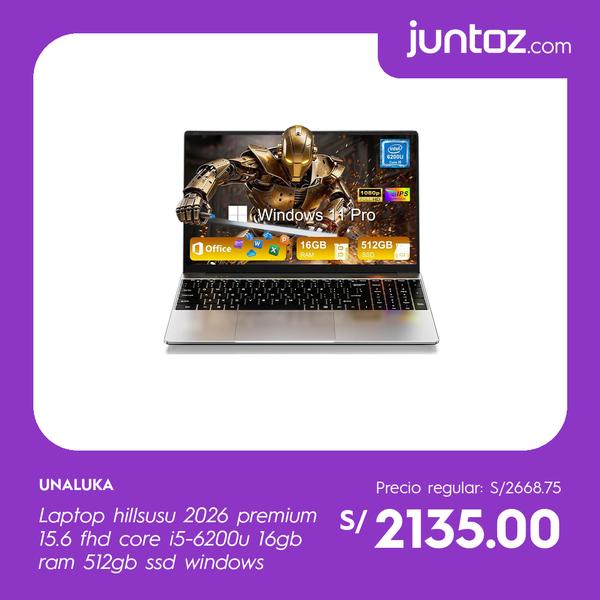 juntoz.com
intel
6200U
1080p
IPS
Windows 11 Pro
Office
16GB
RAM
512GB
SSD
UNALUKA
Laptop hillsusu 2026 premium
15.6 fhd core i5-6200u 16gb
ram 512gb ssd windows
Precio regular: S/2668.75
S/ 2135.00